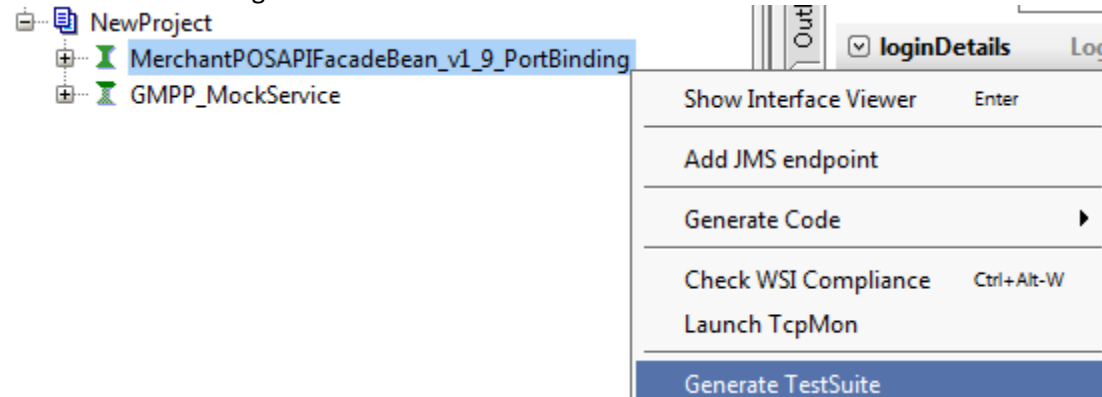 NewProject
MerchantPOSAPIFacadeBean_v1_9_PortBinding
GMPP_MockService
loginDetails
Show Interface Viewer Enter
Add JMS endpoint
Generate Code
Check WSI Compliance Ctrl+Alt-W
Launch TcpMon
Generate TestSuite